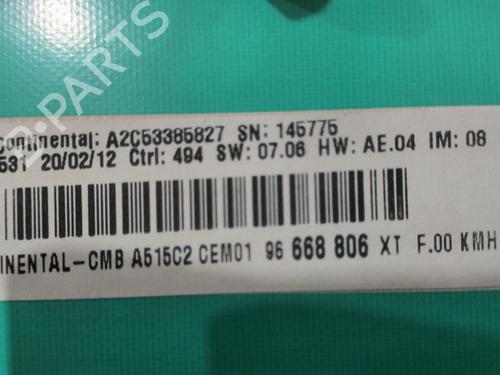 B-PARTS
Continental: A2C53385827 SN: 145775
531 20/02/12 Ctrl: 494 SW: 07.06 HW: AE.04 IM: 08
INENTAL-CMB A515C2 CEM01 96 668 806 XT F.00 KMH